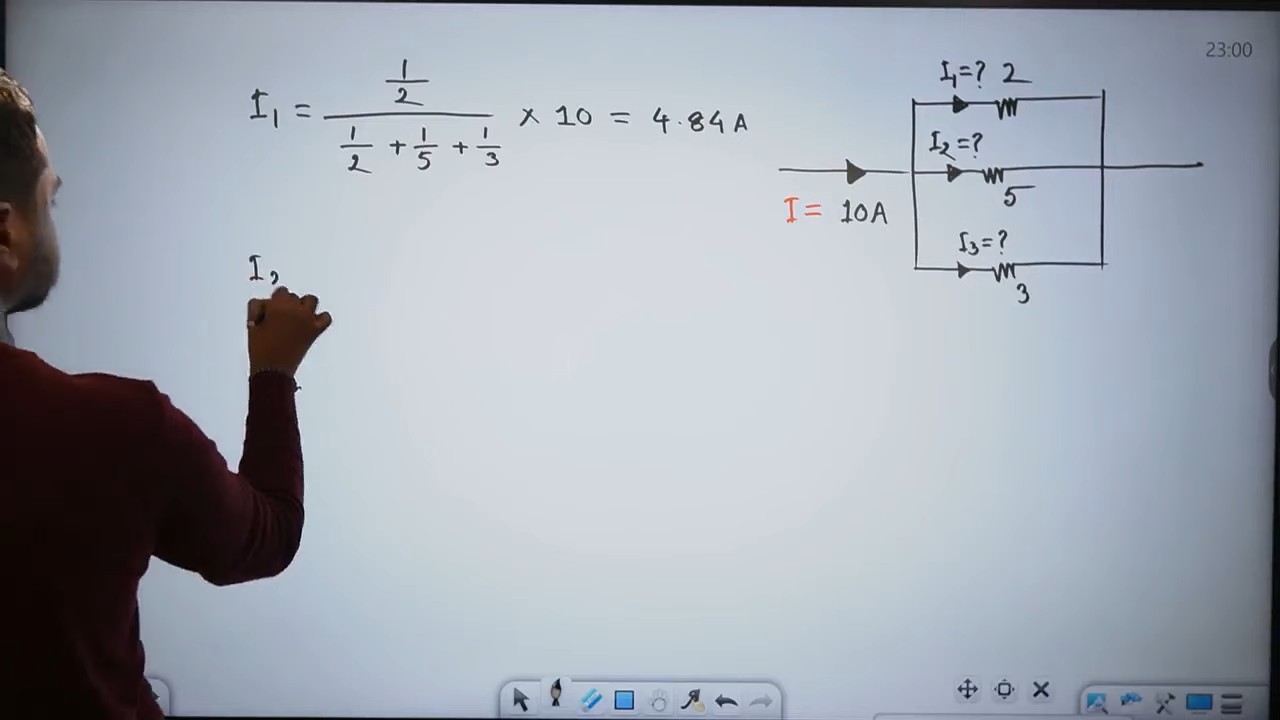 23:00
I₁ = (1/2)/(1/2 + 1/5 + 1/3) × 10 = 4.84 A
I₁=? 2
I₂=?
5
I = 10A
I₃=?
3
I₂